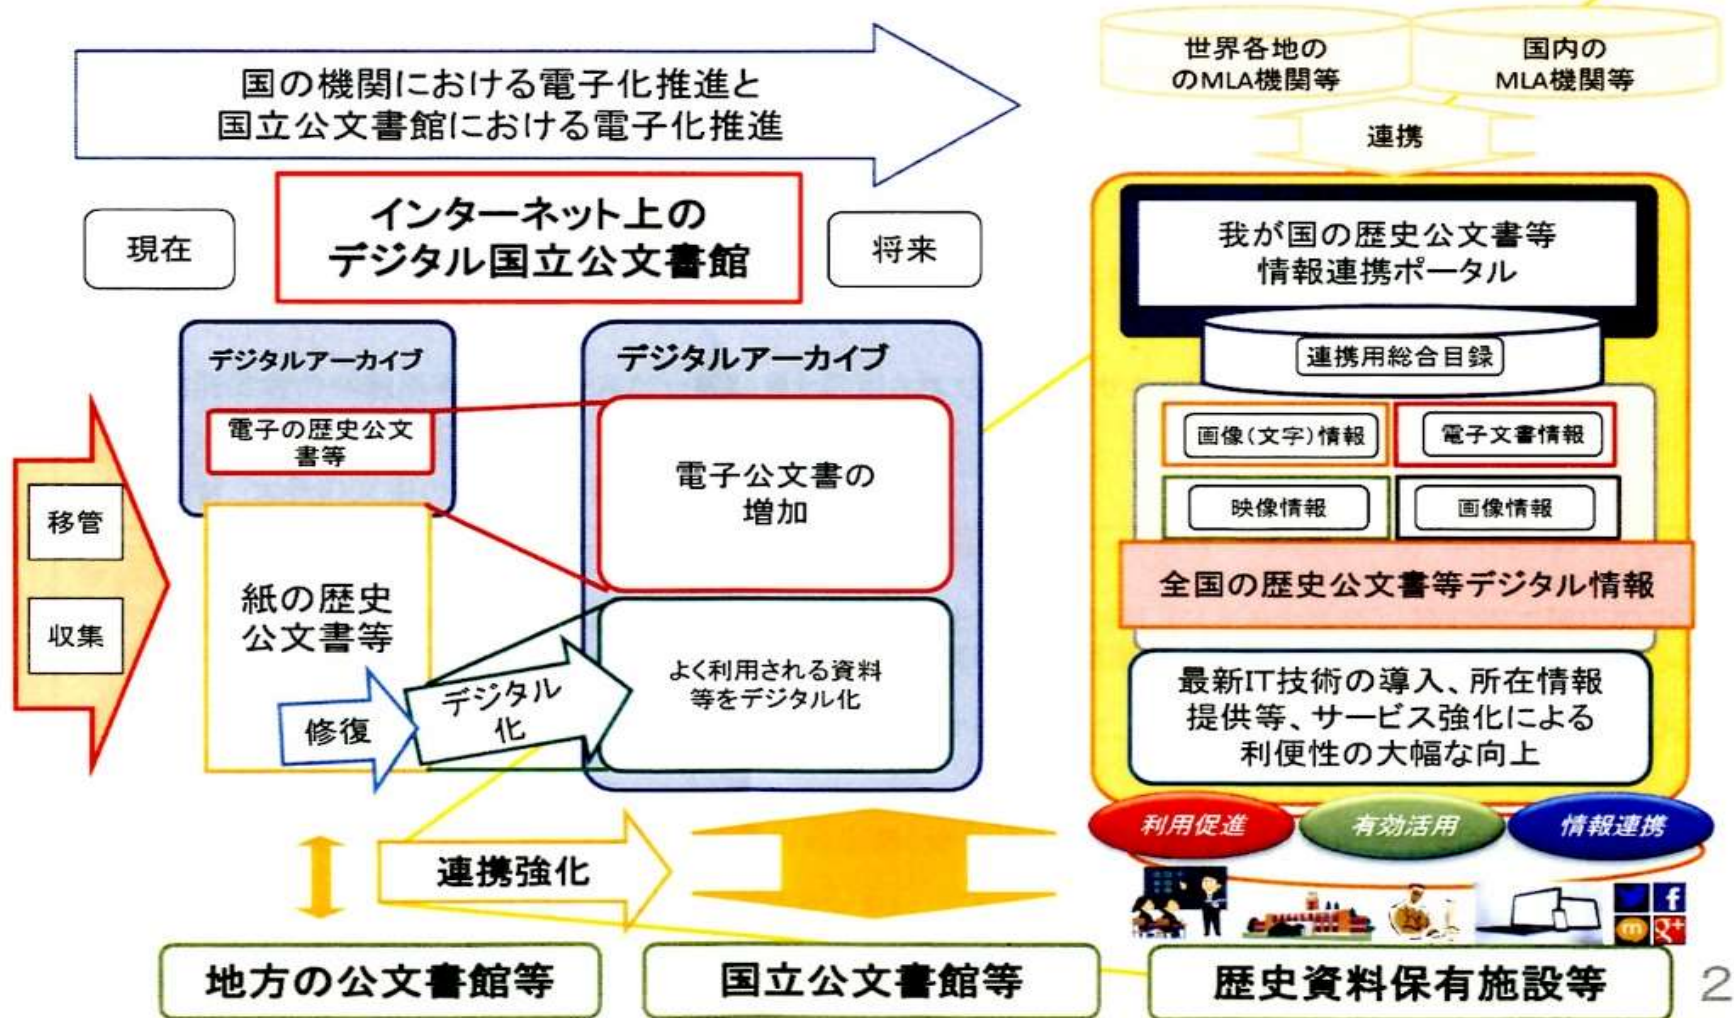 国の機関における電子化推進と
国立公文書館における電子化推進
世界各地の
のMLA機関等
国内の
MLA機関等
連携
現在
インターネット上の
デジタル国立公文書館
将来
我が国の歴史公文書等
情報連携ポータル
連携用総合目録
デジタルアーカイブ
電子の歴史公文
書等
デジタルアーカイブ
電子公文書の
増加
画像(文字)情報
電子文書情報
映像情報
画像情報
移管
収集
紙の歴史
公文書等
修復
デジタル
化
よく利用される資料
等をデジタル化
全国の歴史公文書等デジタル情報
最新IT技術の導入、所在情報
提供等、サービス強化による
利便性の大幅な向上
利用促進
有効活用
情報連携
連携強化
f
m
g+
地方の公文書館等
国立公文書館等
歴史資料保有施設等
2